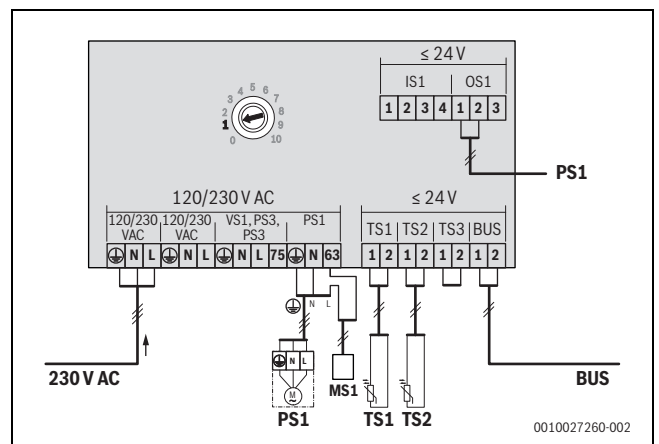 ≤ 24 V
IS1 OS1
1 2 3 4 1 2 3
0 1 2 3 4 5 6 7 8 9 10
PS1
120/230 V AC
≤ 24 V
120/230 VAC
120/230 VAC
VS1, PS3, PS3
PS1
TS1 TS2 TS3 BUS
N L N L N L 75 N 63
1 2 1 2 1 2 1 2
N L
N L
M
~
230 V AC
PS1
MS1
TS1 TS2
BUS
0010027260-002